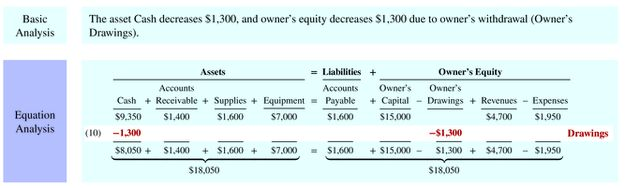 Basic
Analysis
The asset Cash decreases $1,300, and owner's equity decreases $1,300 due to owner's withdrawal (Owner's
Drawings).
Equation
Analysis
Assets = Liabilities + Owner's Equity
Accounts Accounts Owner's Owner's
Cash + Receivable + Supplies + Equipment = Payable + Capital − Drawings + Revenues − Expenses
$9,350 $1,400 $1,600 $7,000 $1,600 $15,000 $4,700 $1,950
(10) −1,300 −$1,300 Drawings
$8,050 + $1,400 + $1,600 + $7,000 = $1,600 + $15,000 − $1,300 + $4,700 − $1,950
$18,050 $18,050